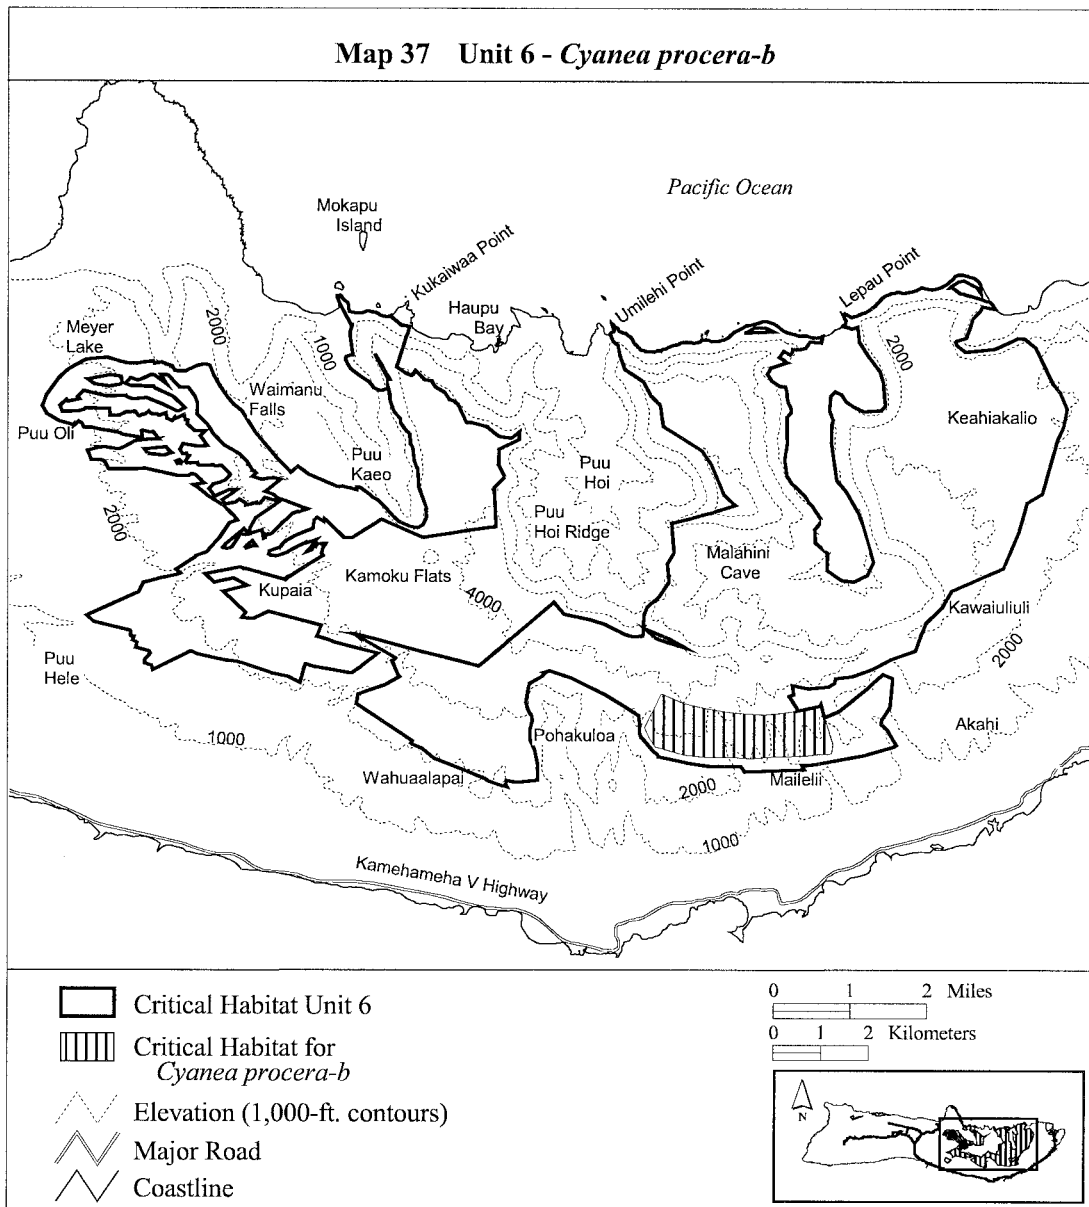 Map 37 Unit 6 - Cyanea procera-b
Pacific Ocean
Mokapu
Island
Kukaiwaa Point
Haupu
Bay
Umilehi Point
Lepau Point
Meyer
Lake
2000
1000
2000
Waimanu
Falls
Keahiakalio
Puu Oli
Puu
Kaeo
Puu
Hoi
2000
Puu
Hoi Ridge
Malahini
Cave
Kamoku Flats
Kupaia
4000
Kawaiuliuli
2000
Puu
Hele
1000
Pohakuloa
Akahi
Wahuaalapai
2000
Mailelii
1000
Kamehameha V Highway
Critical Habitat Unit 6
Critical Habitat for
Cyanea procera-b
Elevation (1,000-ft. contours)
Major Road
Coastline
0 1 2 Miles
0 1 2 Kilometers
N